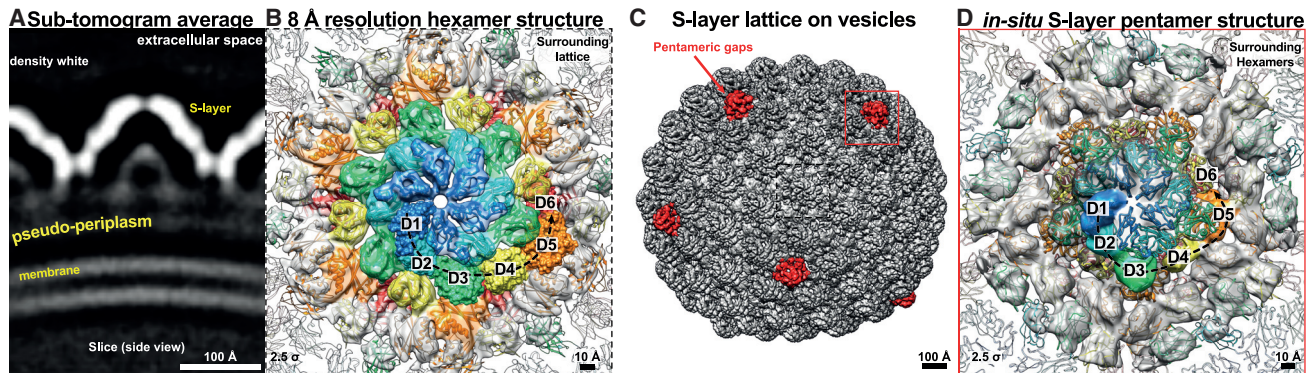 A Sub-tomogram average
extracellular space
density white
S-layer
pseudo-periplasm
membrane
Slice (side view)
100 Å
B 8 Å resolution hexamer structure
Surrounding
lattice
D1
D2
D3
D4
D5
D6
2.5 σ
10 Å
C S-layer lattice on vesicles
Pentameric gaps
100 Å
D in-situ S-layer pentamer structure
Surrounding
Hexamers
D1
D2
D3
D4
D5
D6
2.5 σ
10 Å